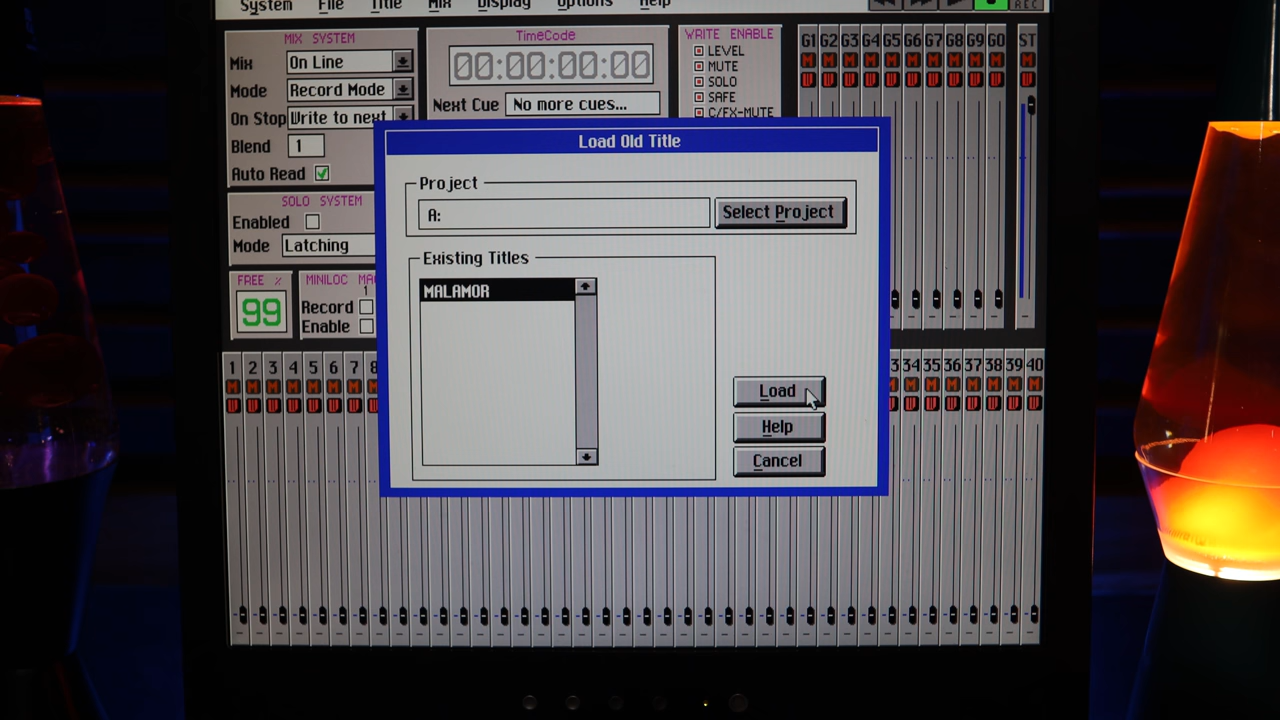 System File Title Mix Display Options Help
REC
MIX SYSTEM
Mix On Line
Mode Record Mode
On Stop Write to next
Blend 1
Auto Read
SOLO SYSTEM
Enabled
Mode Latching
FREE %
99
MINILOC
1
Record
Enable
TimeCode
00:00:00:00
Next Cue No more cues...
WRITE ENABLE
LEVEL
MUTE
SOLO
SAFE
C/FX-MUTE
G1 G2 G3 G4 G5 G6 G7 G8 G9 G0 ST
M M M M M M M M M M M
Load Old Title
Project
A:
Select Project
Existing Titles
MALAMOR
Load
Help
Cancel
1 2 3 4 5 6 7 8
M M M M M M M M
34 35 36 37 38 39 40
M M M M M M M